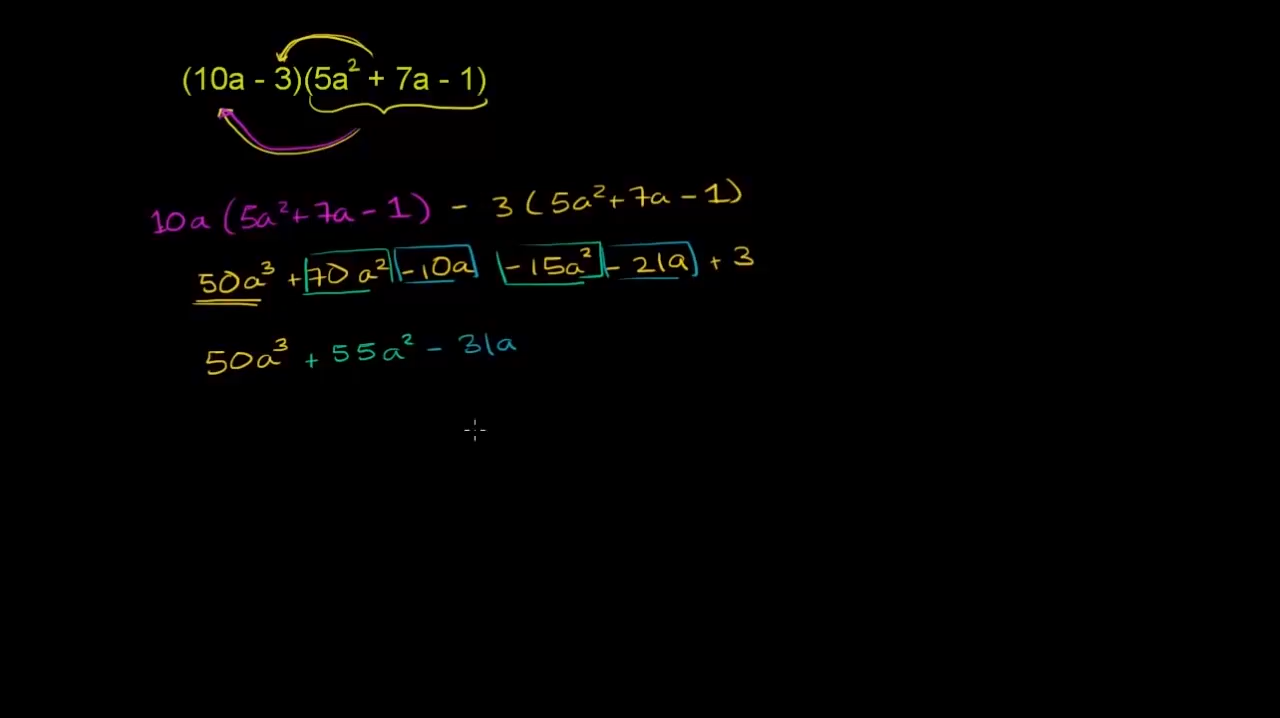 (10a - 3)(5a² + 7a - 1)
10a (5a² + 7a - 1) - 3 (5a² + 7a - 1)
50a³ + 70a² - 10a - 15a² - 21a + 3
50a³ + 55a² - 31a